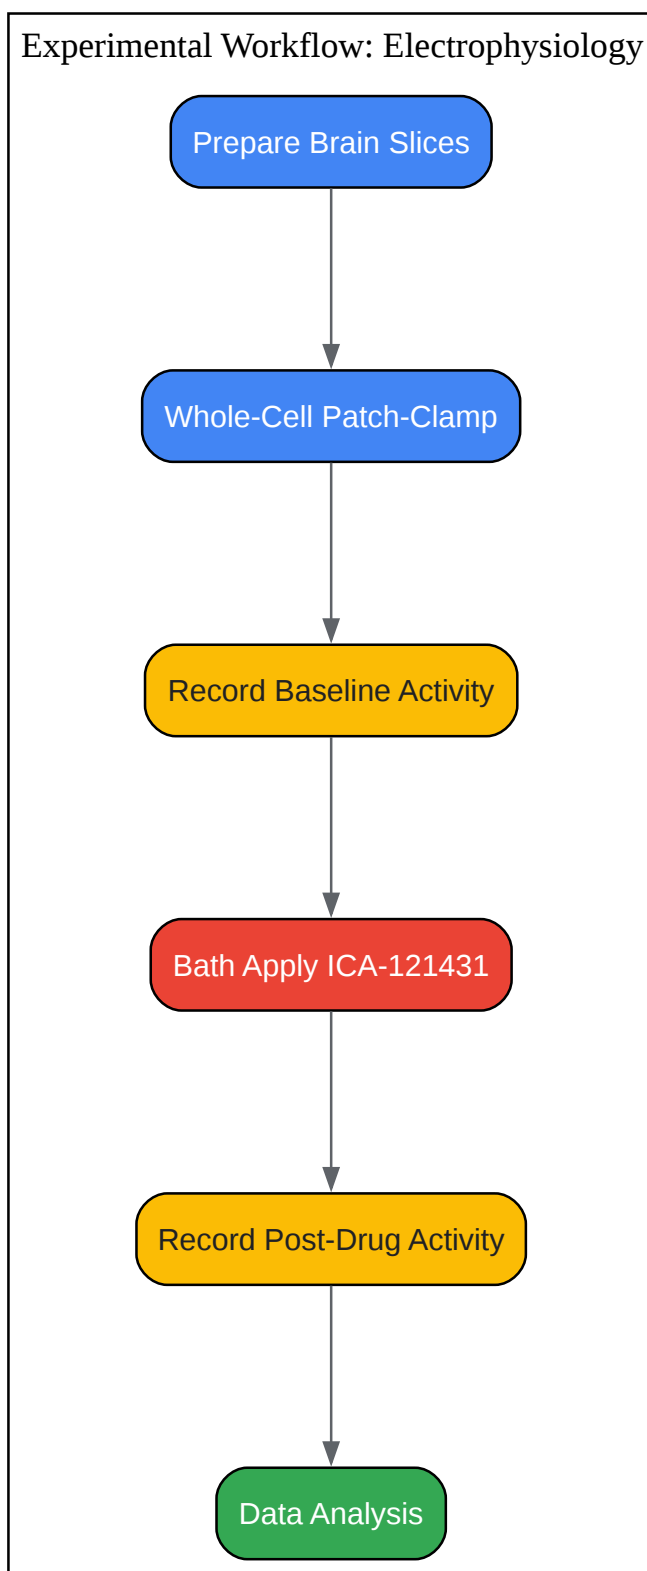 Experimental Workflow: Electrophysiology
Prepare Brain Slices
Whole-Cell Patch-Clamp
Record Baseline Activity
Bath Apply ICA-121431
Record Post-Drug Activity
Data Analysis